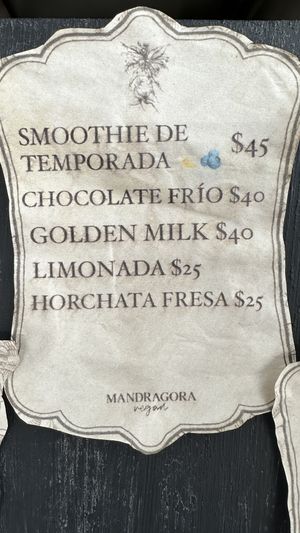 SMOOTHIE DE $45
TEMPORADA
CHOCOLATE FRÍO $40
GOLDEN MILK $40
LIMONADA $25
HORCHATA FRESA $25
MANDRAGORA
vegan